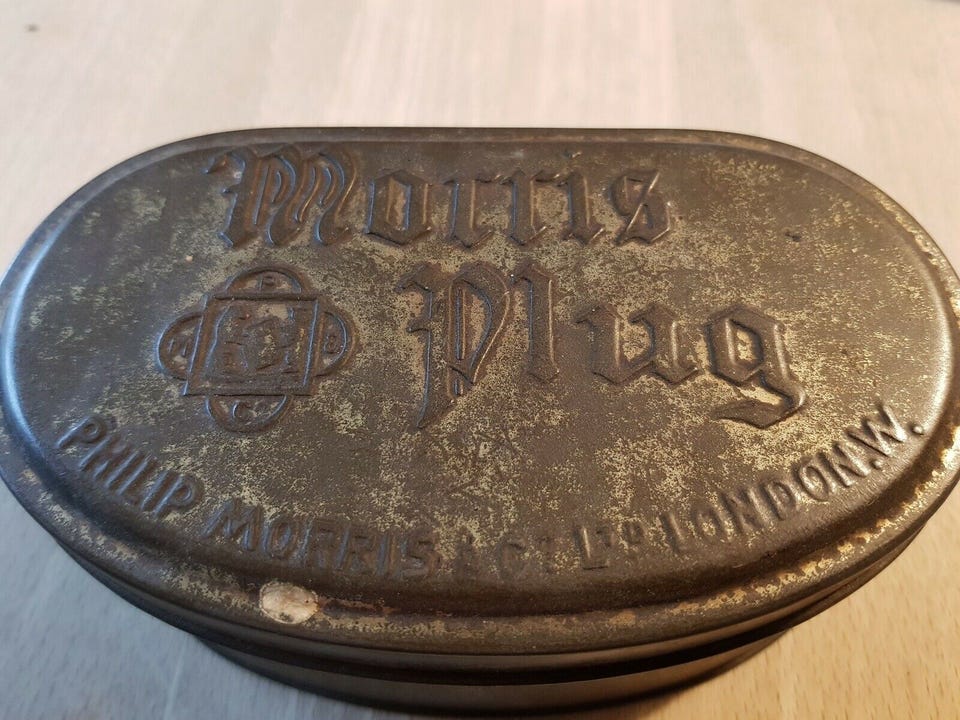 Morris
Plug
P
M B
C
PHILIP MORRIS & Co LTD LONDON.W.